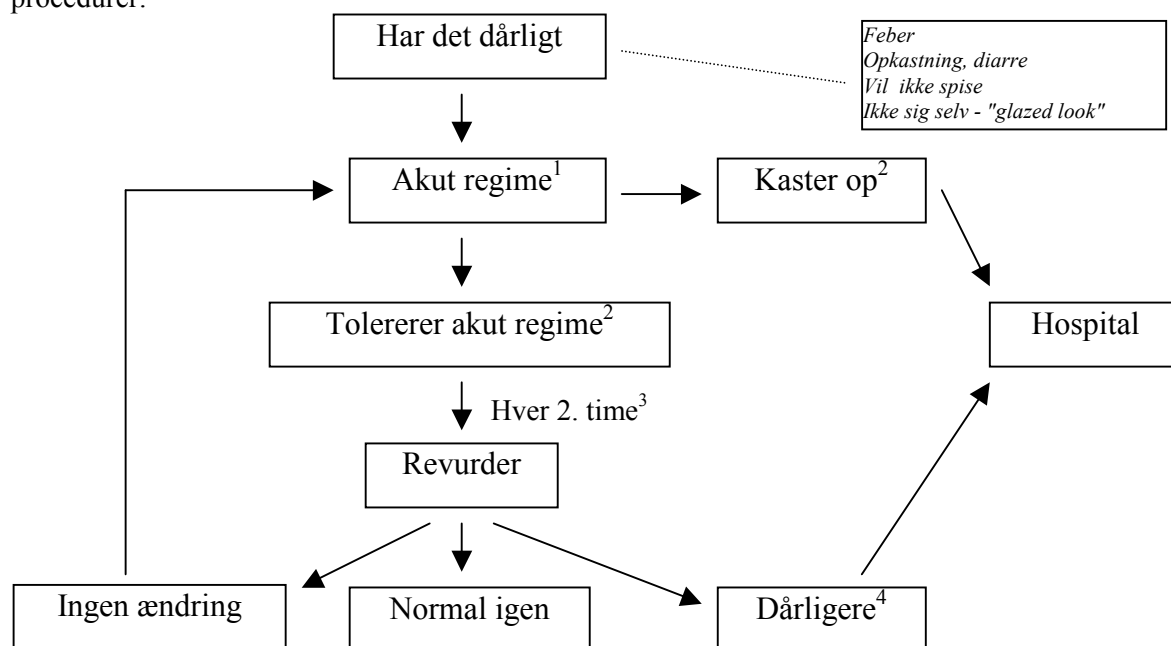 procedurer.
Har det dårligt
Feber
Opkastning, diarre
Vil ikke spise
Ikke sig selv - "glazed look"
Akut regime¹
Kaster op²
Tolererer akut regime²
Hospital
Hver 2. time³
Revurder
Ingen ændring
Normal igen
Dårligere⁴